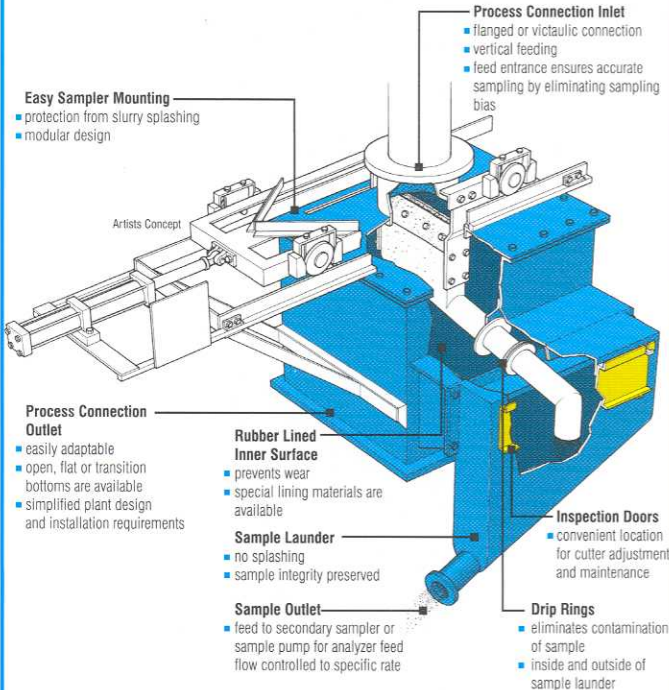 Process Connection Inlet
▪ flanged or victaulic connection
▪ vertical feeding
▪ feed entrance ensures accurate
sampling by eliminating sampling
bias
Easy Sampler Mounting
▪ protection from slurry splashing
▪ modular design
Artists Concept
Process Connection
Outlet
▪ easily adaptable
▪ open, flat or transition
bottoms are available
▪ simplified plant design
and installation requirements
Rubber Lined
Inner Surface
▪ prevents wear
▪ special lining materials are
available
Sample Launder
▪ no splashing
▪ sample integrity preserved
Sample Outlet
▪ feed to secondary sampler or
sample pump for analyzer feed
flow controlled to specific rate
Inspection Doors
▪ convenient location
for cutter adjustment
and maintenance
Drip Rings
▪ eliminates contamination
of sample
▪ inside and outside of
sample launder